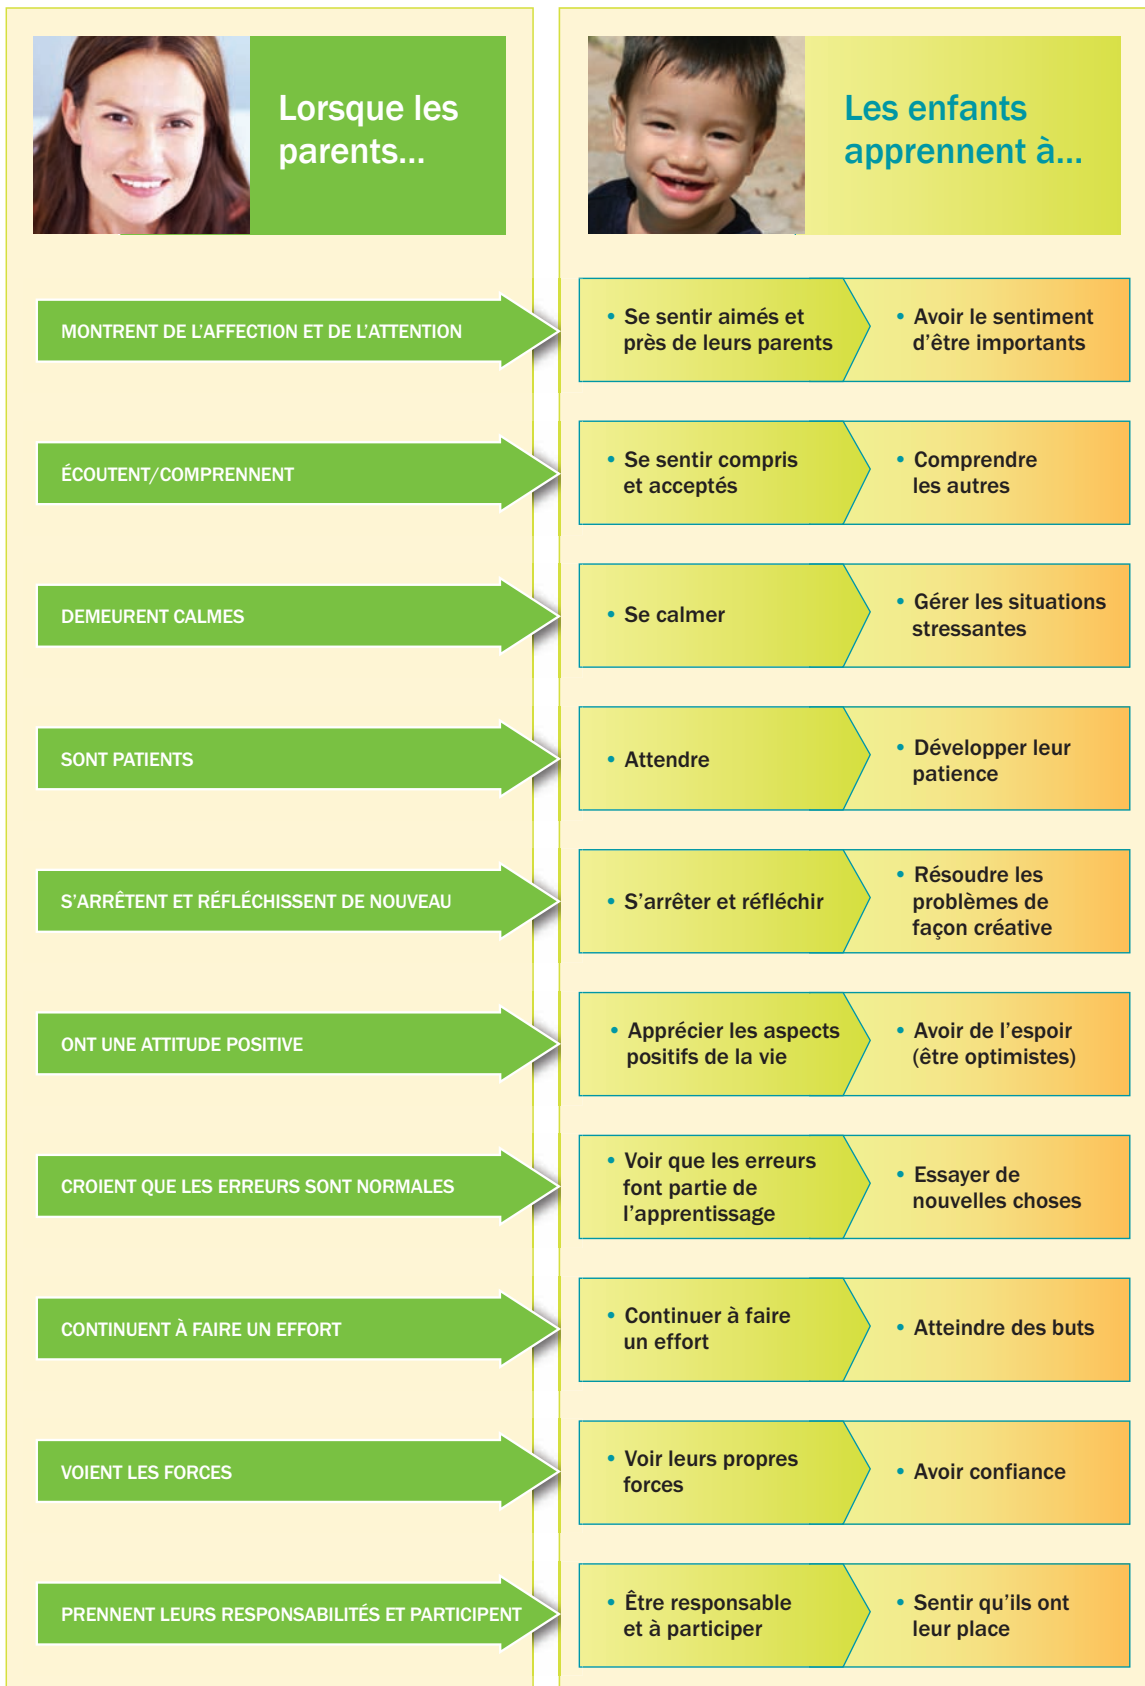 Lorsque les
parents...
Les enfants
apprennent à...
MONTRENT DE L'AFFECTION ET DE L'ATTENTION
• Se sentir aimés et
près de leurs parents
• Avoir le sentiment
d'être importants
ÉCOUTENT/COMPRENNENT
• Se sentir compris
et acceptés
• Comprendre
les autres
DEMEURENT CALMES
• Se calmer
• Gérer les situations
stressantes
SONT PATIENTS
• Attendre
• Développer leur
patience
S'ARRÊTENT ET RÉFLÉCHISSENT DE NOUVEAU
• S'arrêter et réfléchir
• Résoudre les
problèmes de
façon créative
ONT UNE ATTITUDE POSITIVE
• Apprécier les aspects
positifs de la vie
• Avoir de l'espoir
(être optimistes)
CROIENT QUE LES ERREURS SONT NORMALES
• Voir que les erreurs
font partie de
l'apprentissage
• Essayer de
nouvelles choses
CONTINUENT À FAIRE UN EFFORT
• Continuer à faire
un effort
• Atteindre des buts
VOIENT LES FORCES
• Voir leurs propres
forces
• Avoir confiance
PRENNENT LEURS RESPONSABILITÉS ET PARTICIPENT
• Être responsable
et à participer
• Sentir qu'ils ont
leur place